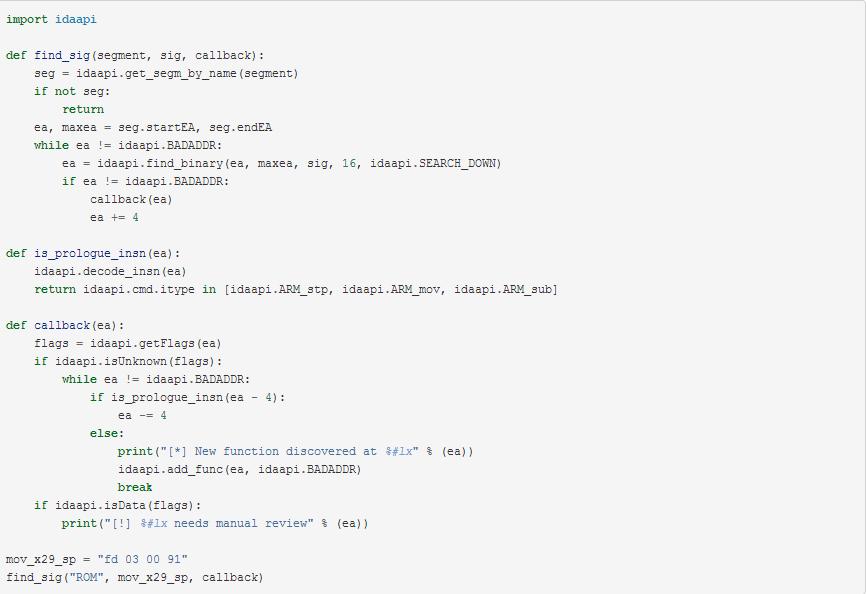 import idaapi

def find_sig(segment, sig, callback):
    seg = idaapi.get_segm_by_name(segment)
    if not seg:
        return
    ea, maxea = seg.startEA, seg.endEA
    while ea != idaapi.BADADDR:
        ea = idaapi.find_binary(ea, maxea, sig, 16, idaapi.SEARCH_DOWN)
        if ea != idaapi.BADADDR:
            callback(ea)
            ea += 4

def is_prologue_insn(ea):
    idaapi.decode_insn(ea)
    return idaapi.cmd.itype in [idaapi.ARM_stp, idaapi.ARM_mov, idaapi.ARM_sub]

def callback(ea):
    flags = idaapi.getFlags(ea)
    if idaapi.isUnknown(flags):
        while ea != idaapi.BADADDR:
            if is_prologue_insn(ea - 4):
                ea -= 4
            else:
                print("[*] New function discovered at %#lx" % (ea))
                idaapi.add_func(ea, idaapi.BADADDR)
                break
    if idaapi.isData(flags):
        print("[!] %#lx needs manual review" % (ea))

mov_x29_sp = "fd 03 00 91"
find_sig("ROM", mov_x29_sp, callback)